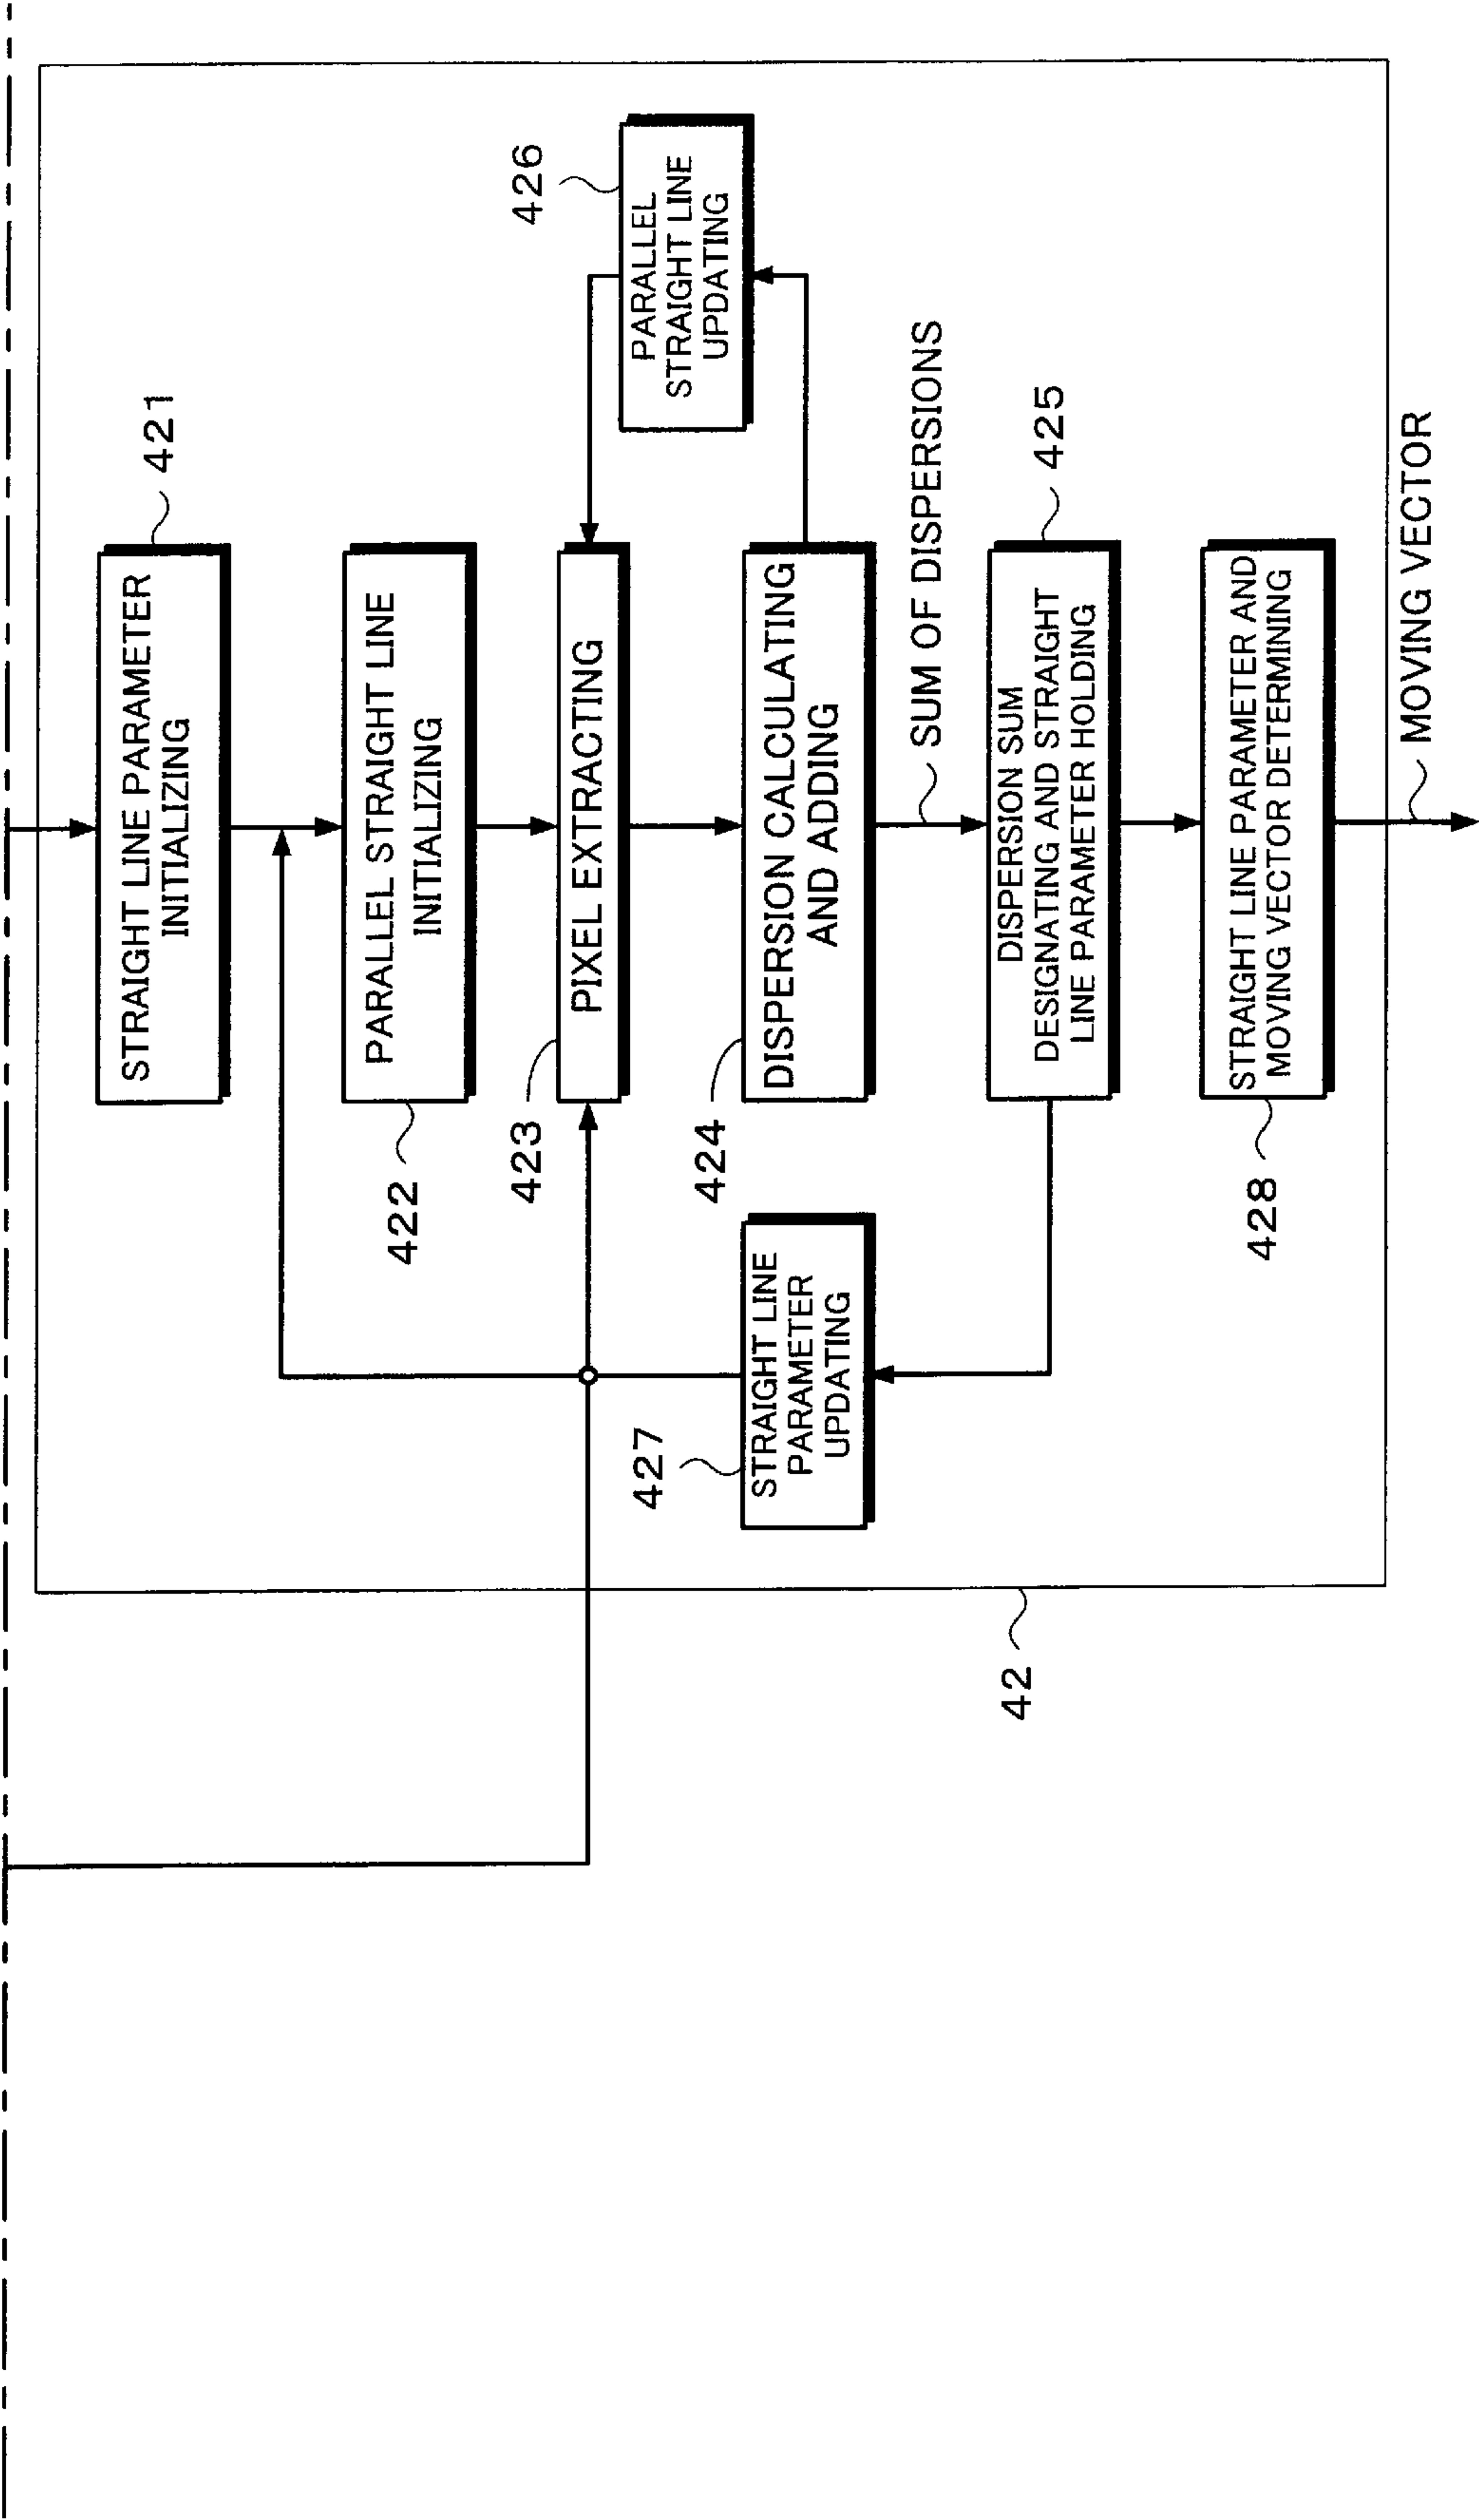 421
STRAIGHT LINE PARAMETER
INITIALIZING
422
PARALLEL STRAIGHT LINE
INITIALIZING
423
PIXEL EXTRACTING
426
PARALLEL
STRAIGHT LINE
UPDATING
427
STRAIGHT LINE
PARAMETER
UPDATING
424
DISPERSION CALCULATING
AND ADDING
SUM OF DISPERSIONS
42
425
DISPERSION SUM
DESIGNATING AND STRAIGHT
LINE PARAMETER HOLDING
428
STRAIGHT LINE PARAMETER AND
MOVING VECTOR DETERMINING
MOVING VECTOR